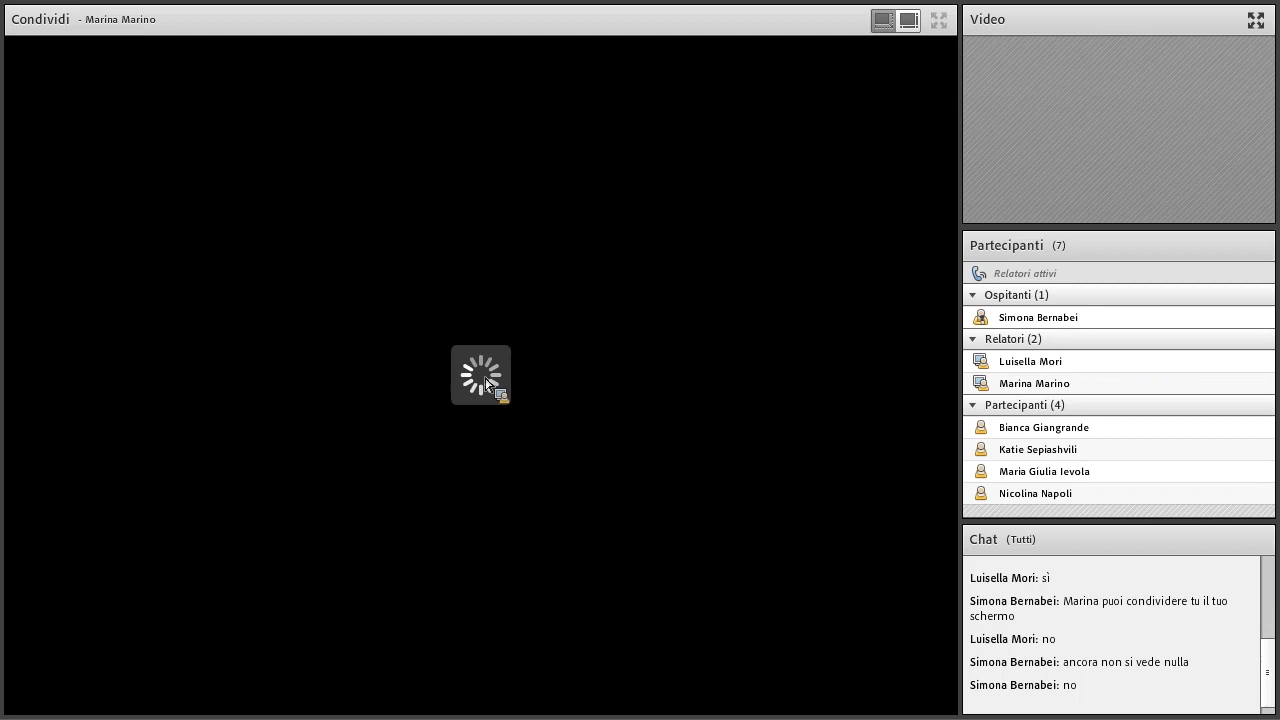 Condividi - Marina Marino
Video
Partecipanti (7)
Relatori attivi
Ospitanti (1)
Simona Bernabei
Relatori (2)
Luisella Mori
Marina Marino
Partecipanti (4)
Bianca Giangrande
Katie Sepiashvili
Maria Giulia Ievola
Nicolina Napoli
Chat (Tutti)
Luisella Mori: sì
Simona Bernabei: Marina puoi condividere tu il tuo
schermo
Luisella Mori: no
Simona Bernabei: ancora non si vede nulla
Simona Bernabei: no